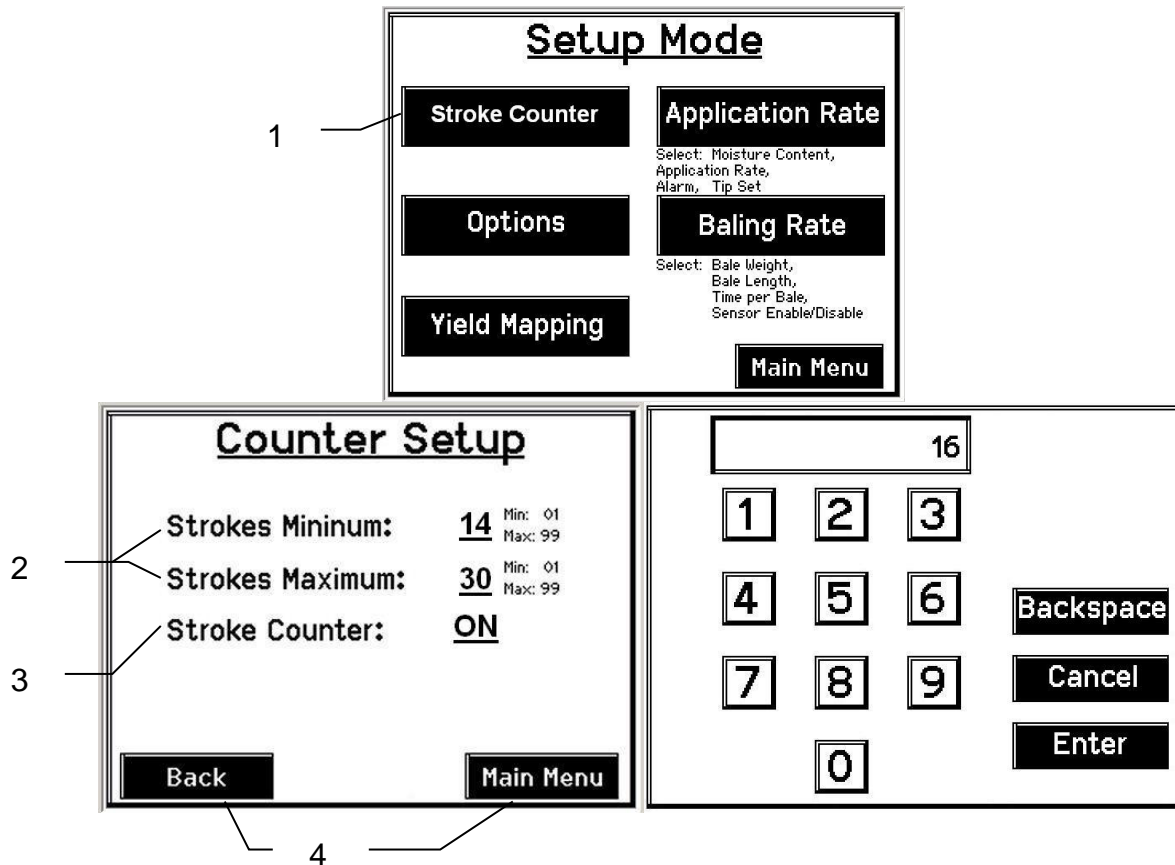 Setup Mode
1
Stroke Counter
Application Rate
Select: Moisture Content,
Application Rate,
Alarm, Tip Set
Options
Baling Rate
Select: Bale Weight,
Bale Length,
Time per Bale,
Sensor Enable/Disable
Yield Mapping
Main Menu
Counter Setup
2
Strokes Mininum: 14 Min: 01
Max: 99
Strokes Maximum: 30 Min: 01
Max: 99
3
Stroke Counter: ON
Back
Main Menu
4
16
1 2 3
4 5 6
Backspace
7 8 9
Cancel
Enter
0